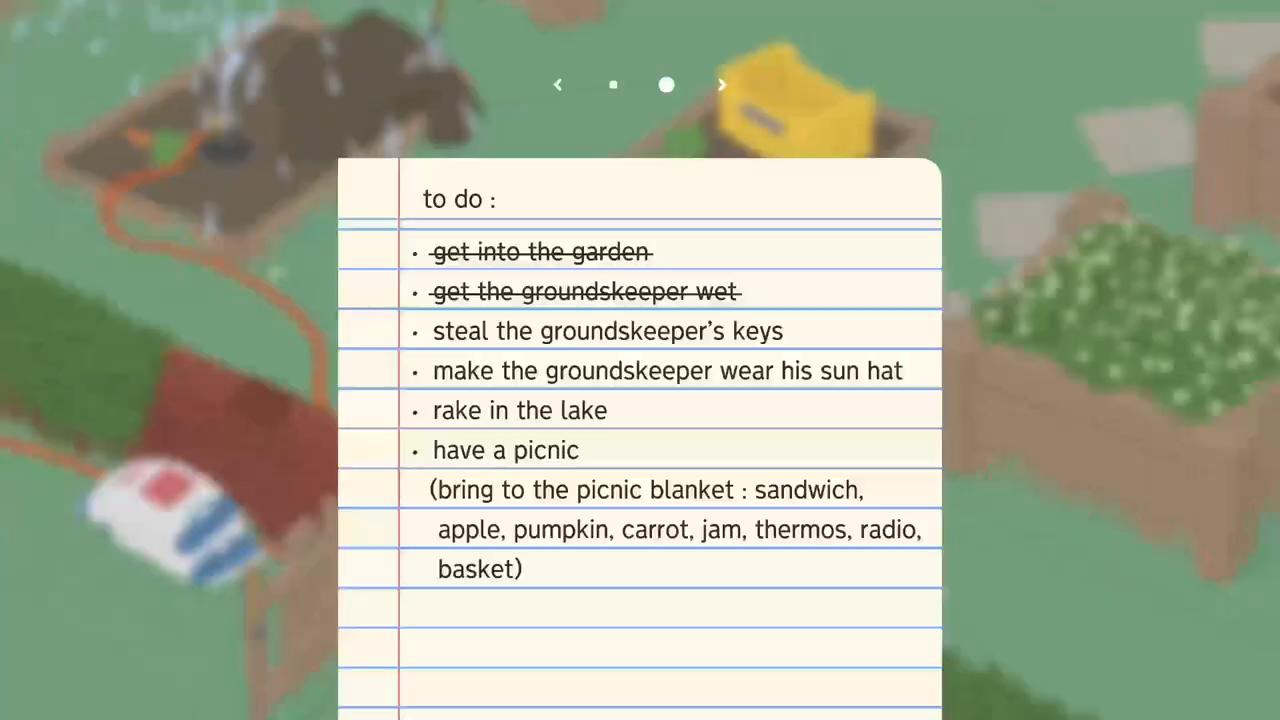 to do :
· get into the garden
· get the groundskeeper wet
· steal the groundskeeper’s keys
· make the groundskeeper wear his sun hat
· rake in the lake
· have a picnic
(bring to the picnic blanket : sandwich,
apple, pumpkin, carrot, jam, thermos, radio,
basket)